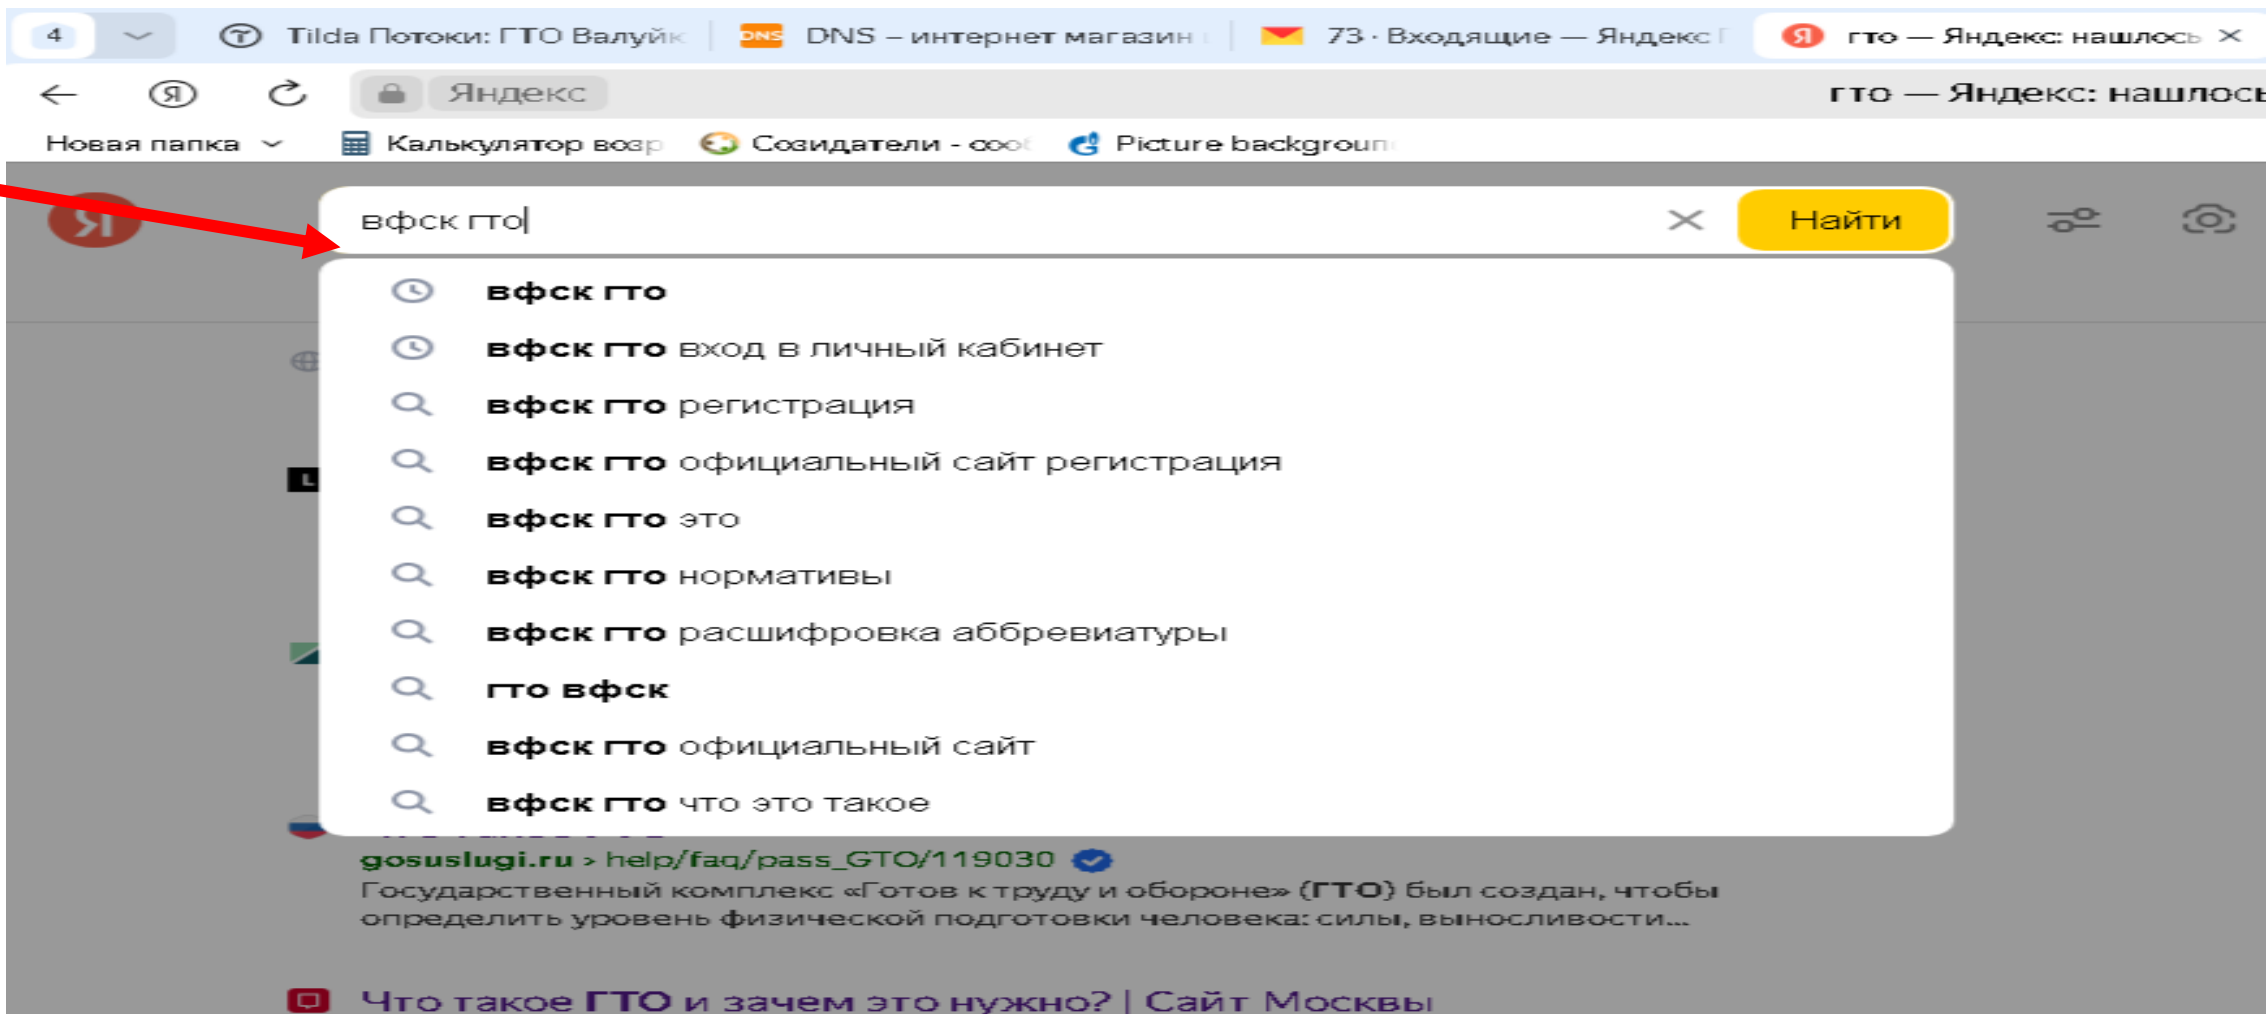 4 Tilda Потоки: ГТО Валуйк DNS – интернет магазин 73 · Входящие — Яндекс гто — Яндекс: нашлось
Яндекс гто — Яндекс: нашлось
Новая папка Калькулятор возр Созидатели - соо Picture backgroun
Я вфск гто Найти
вфск гто
вфск гто вход в личный кабинет
вфск гто регистрация
вфск гто официальный сайт регистрация
вфск гто это
вфск гто нормативы
вфск гто расшифровка аббревиатуры
гто вфск
вфск гто официальный сайт
вфск гто что это такое
gosuslugi.ru › help/faq/pass_GTO/119030
Государственный комплекс «Готов к труду и обороне» (ГТО) был создан, чтобы
определить уровень физической подготовки человека: силы, выносливости...
Что такое ГТО и зачем это нужно? | Сайт Москвы